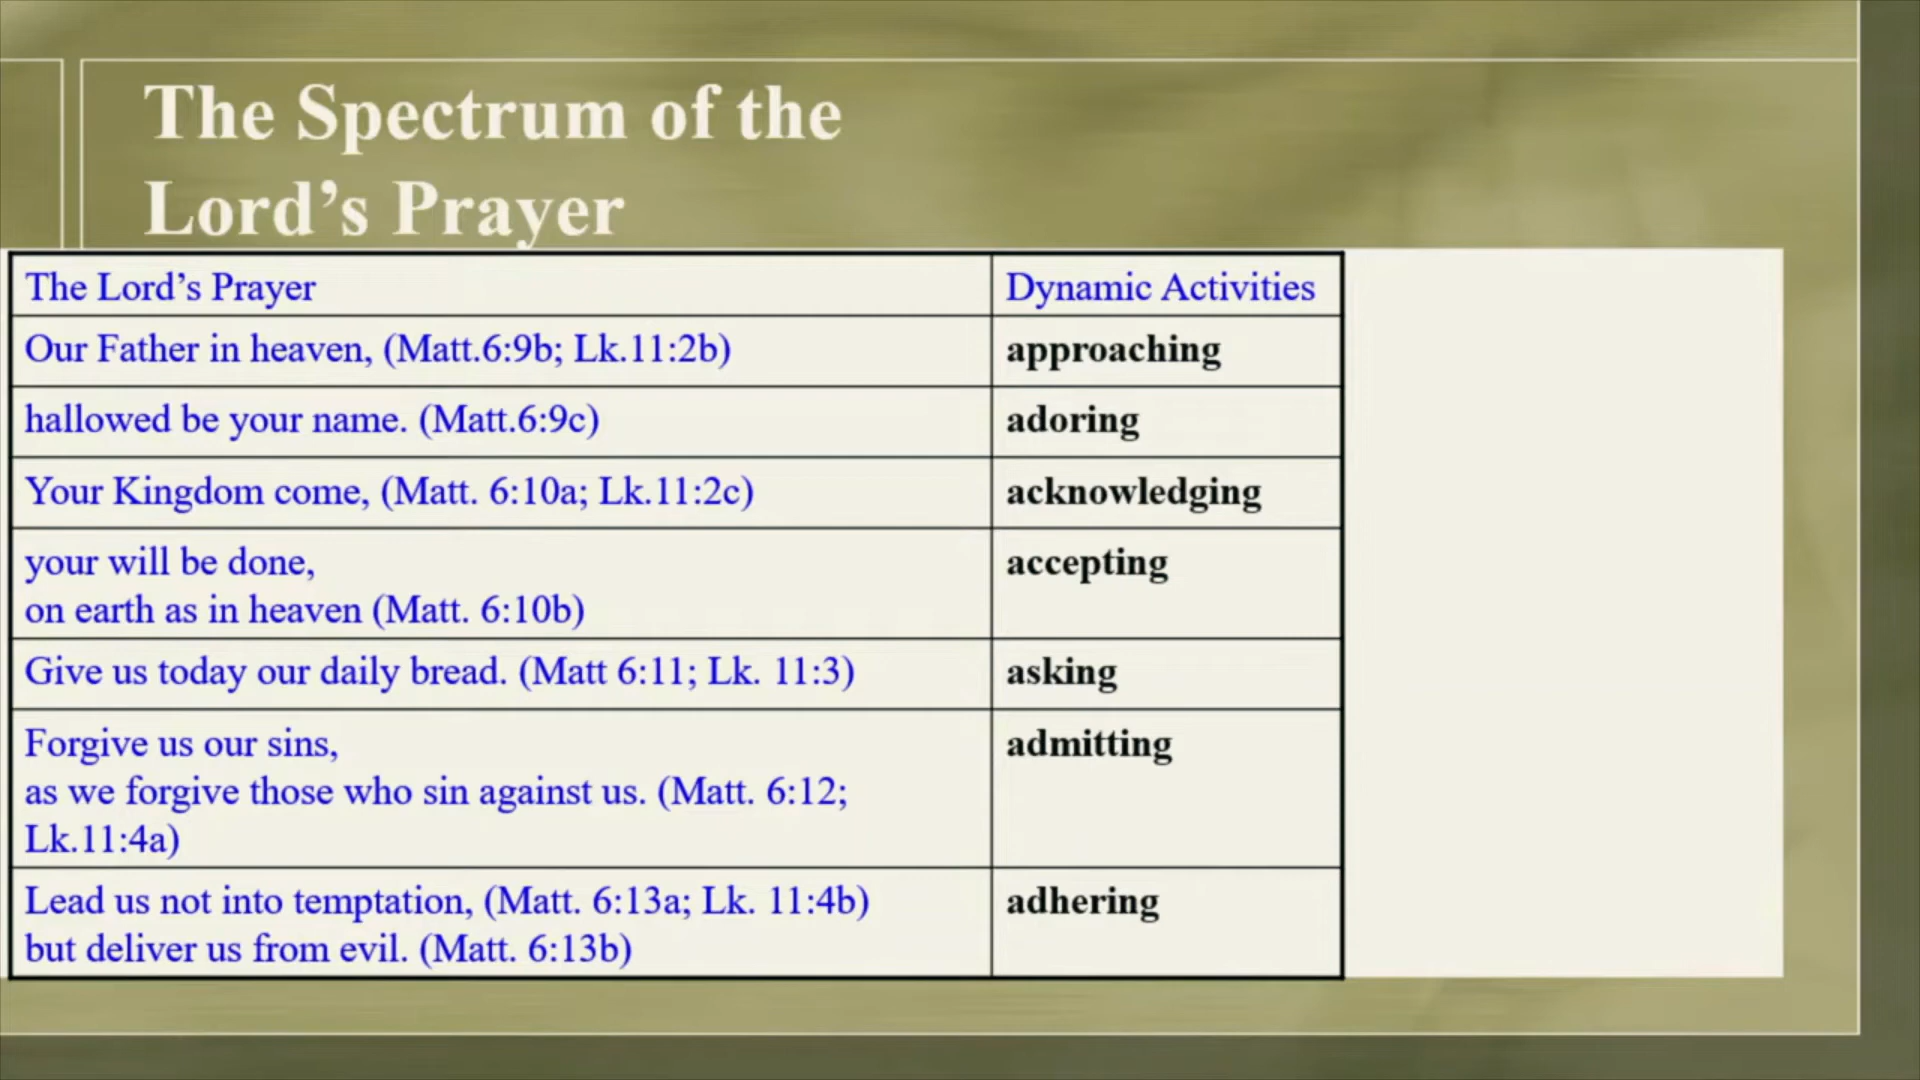 The Spectrum of the
Lord’s Prayer
The Lord’s Prayer
Dynamic Activities
Our Father in heaven, (Matt.6:9b; Lk.11:2b)
approaching
hallowed be your name. (Matt.6:9c)
adoring
Your Kingdom come, (Matt. 6:10a; Lk.11:2c)
acknowledging
your will be done,
on earth as in heaven (Matt. 6:10b)
accepting
Give us today our daily bread. (Matt 6:11; Lk. 11:3)
asking
Forgive us our sins,
as we forgive those who sin against us. (Matt. 6:12;
Lk.11:4a)
admitting
Lead us not into temptation, (Matt. 6:13a; Lk. 11:4b)
but deliver us from evil. (Matt. 6:13b)
adhering